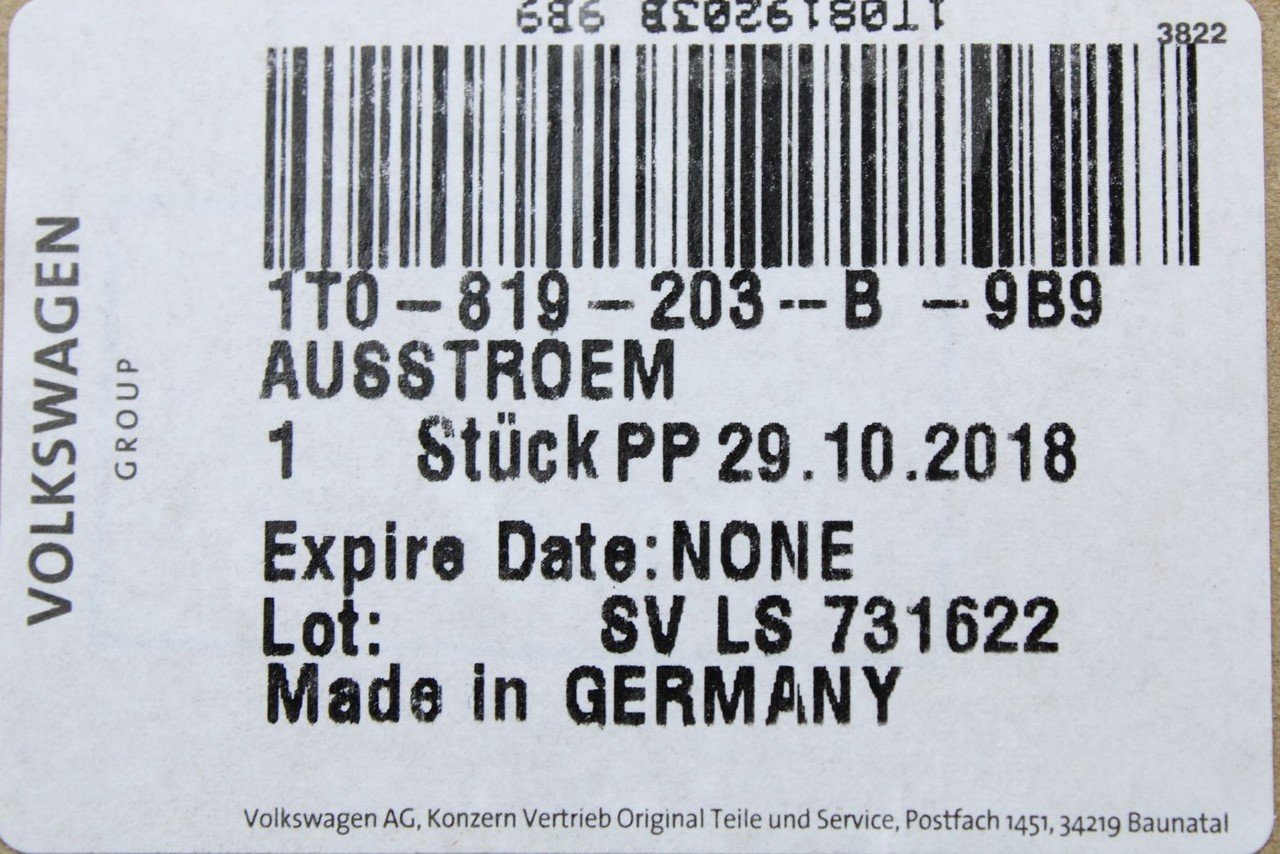 1T0819203B 9B9
3822
1T0-819-203--B -9B9
AUSSTROEM
1 Stück PP 29.10.2018
Expire Date:NONE
Lot: SV LS 731622
Made in GERMANY
VOLKSWAGEN
GROUP
Volkswagen AG, Konzern Vertrieb Original Teile und Service, Postfach 1451, 34219 Baunatal